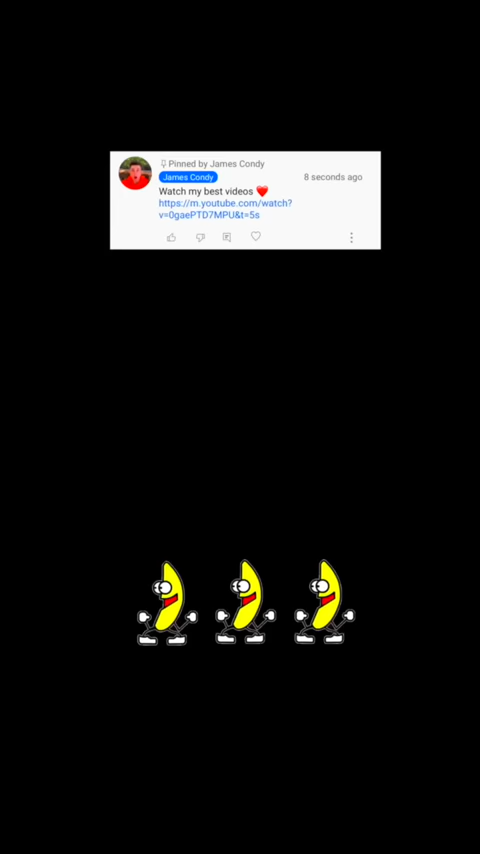 Pinned by James Condy
James Condy 8 seconds ago
Watch my best videos ❤️
https://m.youtube.com/watch?
v=0gaePTD7MPU&t=5s